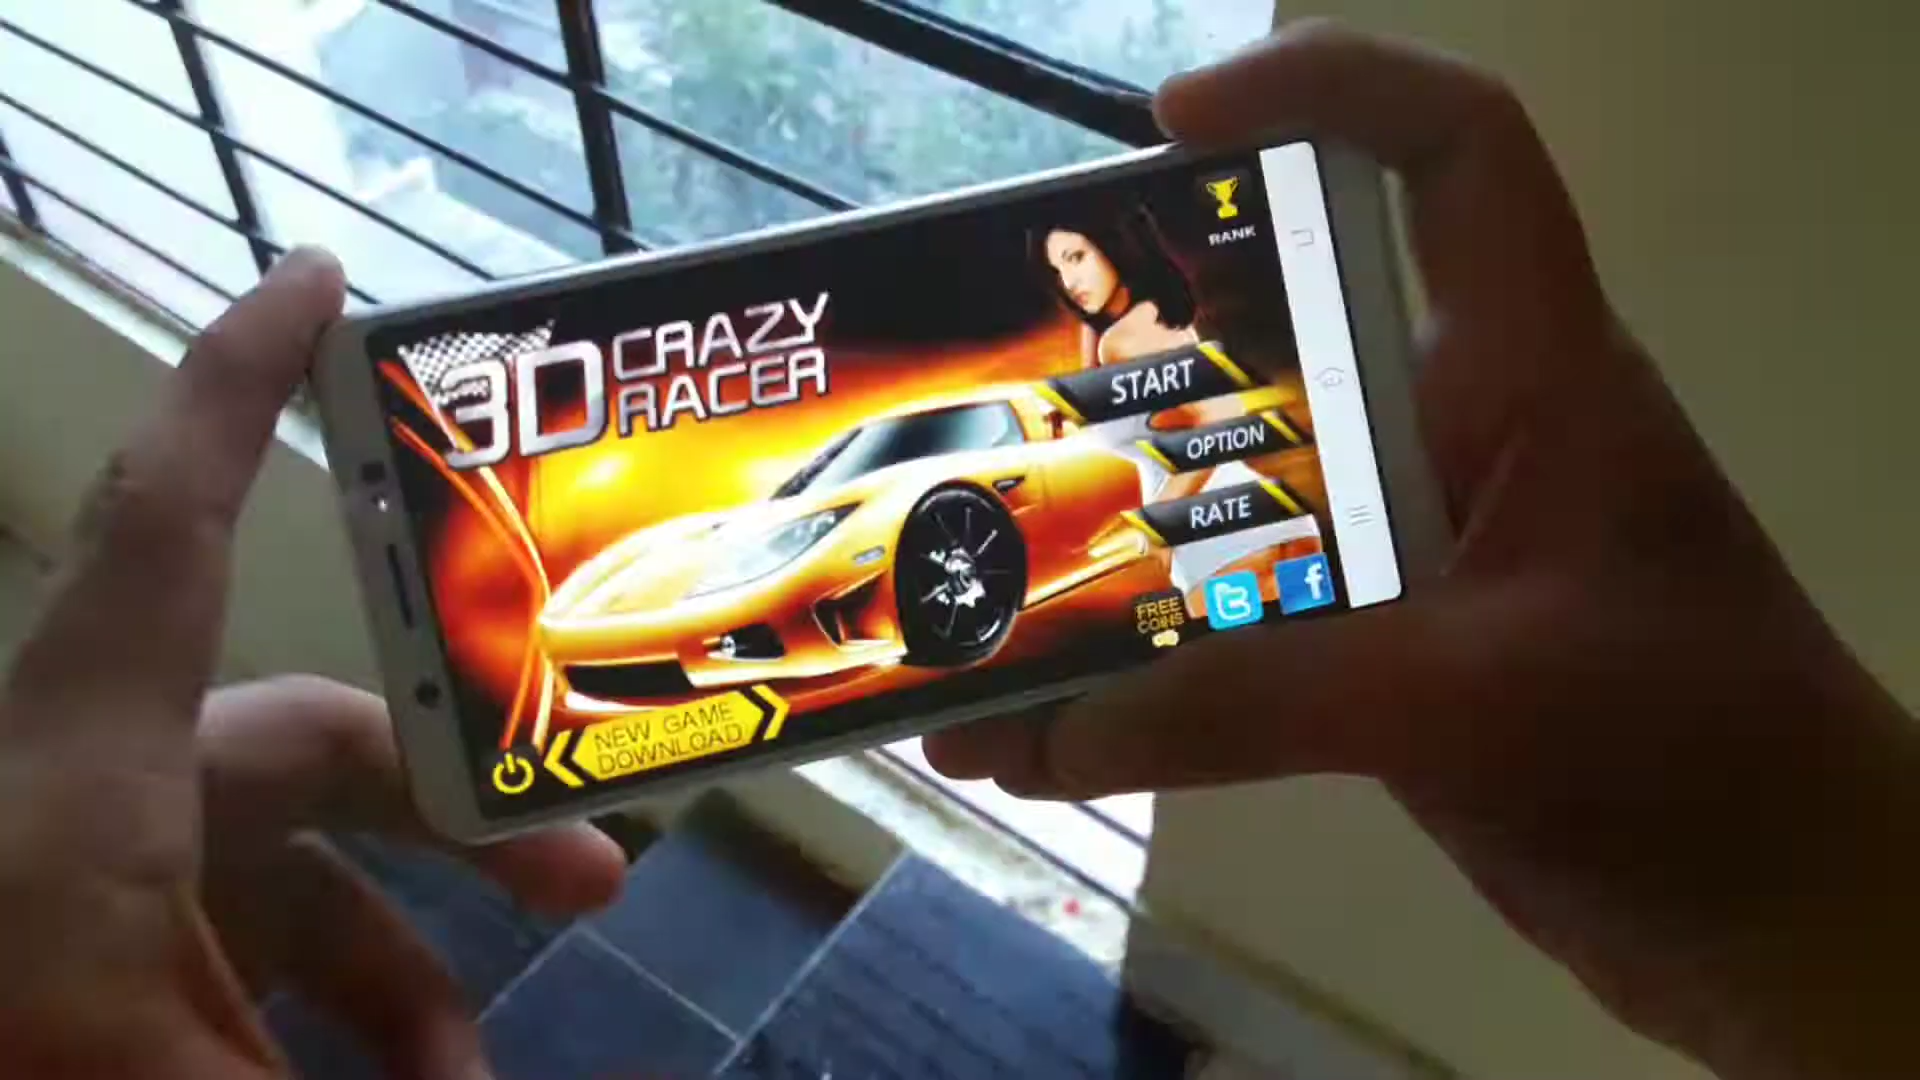 RANK
3D CRAZY
RACER
START
OPTION
RATE
FREE
COINS
f
NEW GAME
DOWNLOAD